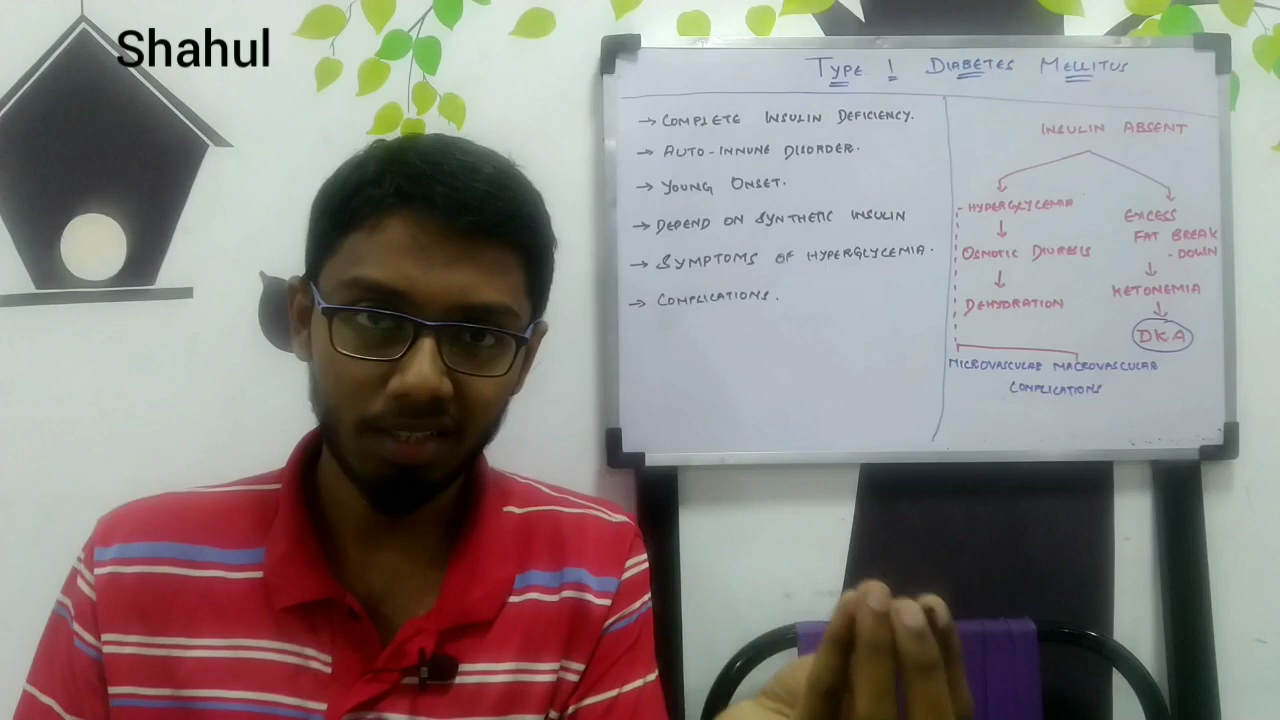 Shahul
TYPE 1 DIABETES MELLITUS
→ COMPLETE INSULIN DEFICIENCY.
→ AUTO-IMMUNE DISORDER.
→ YOUNG ONSET.
→ DEPEND ON SYNTHETIC INSULIN
→ SYMPTOMS OF HYPERGLYCEMIA.
→ COMPLICATIONS.
INSULIN ABSENT
- HYPERGLYCEMIA
↓
OSMOTIC DIURESIS
↓
DEHYDRATION
EXCESS
FAT BREAK
- DOWN
↓
KETONEMIA
↓
DKA
MICROVASCULAR MACROVASCULAR
COMPLICATIONS